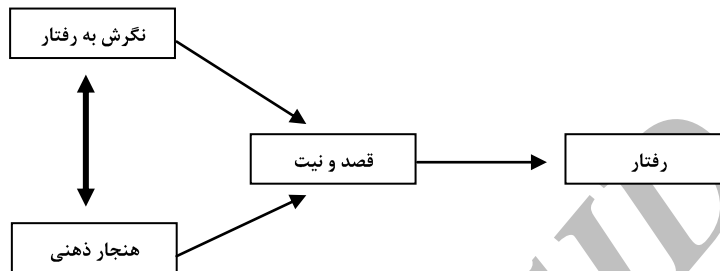 نگرش به رفتار
قصد و نیت
رفتار
هنجار ذهنی